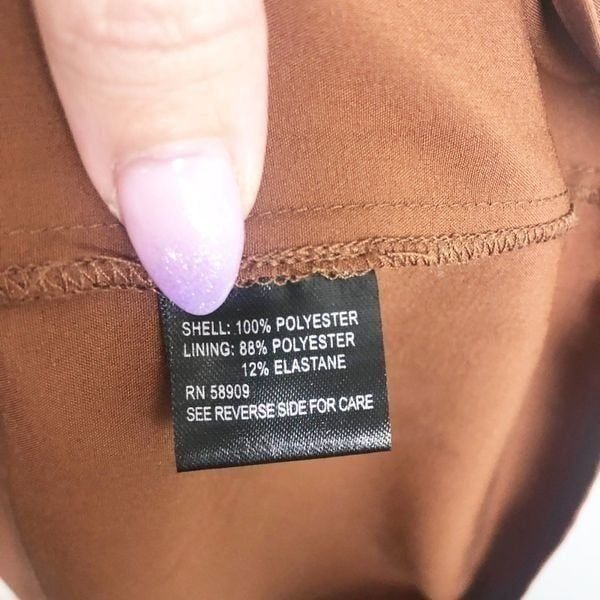 SHELL: 100% POLYESTER
LINING: 88% POLYESTER
12% ELASTANE
RN 58909
SEE REVERSE SIDE FOR CARE